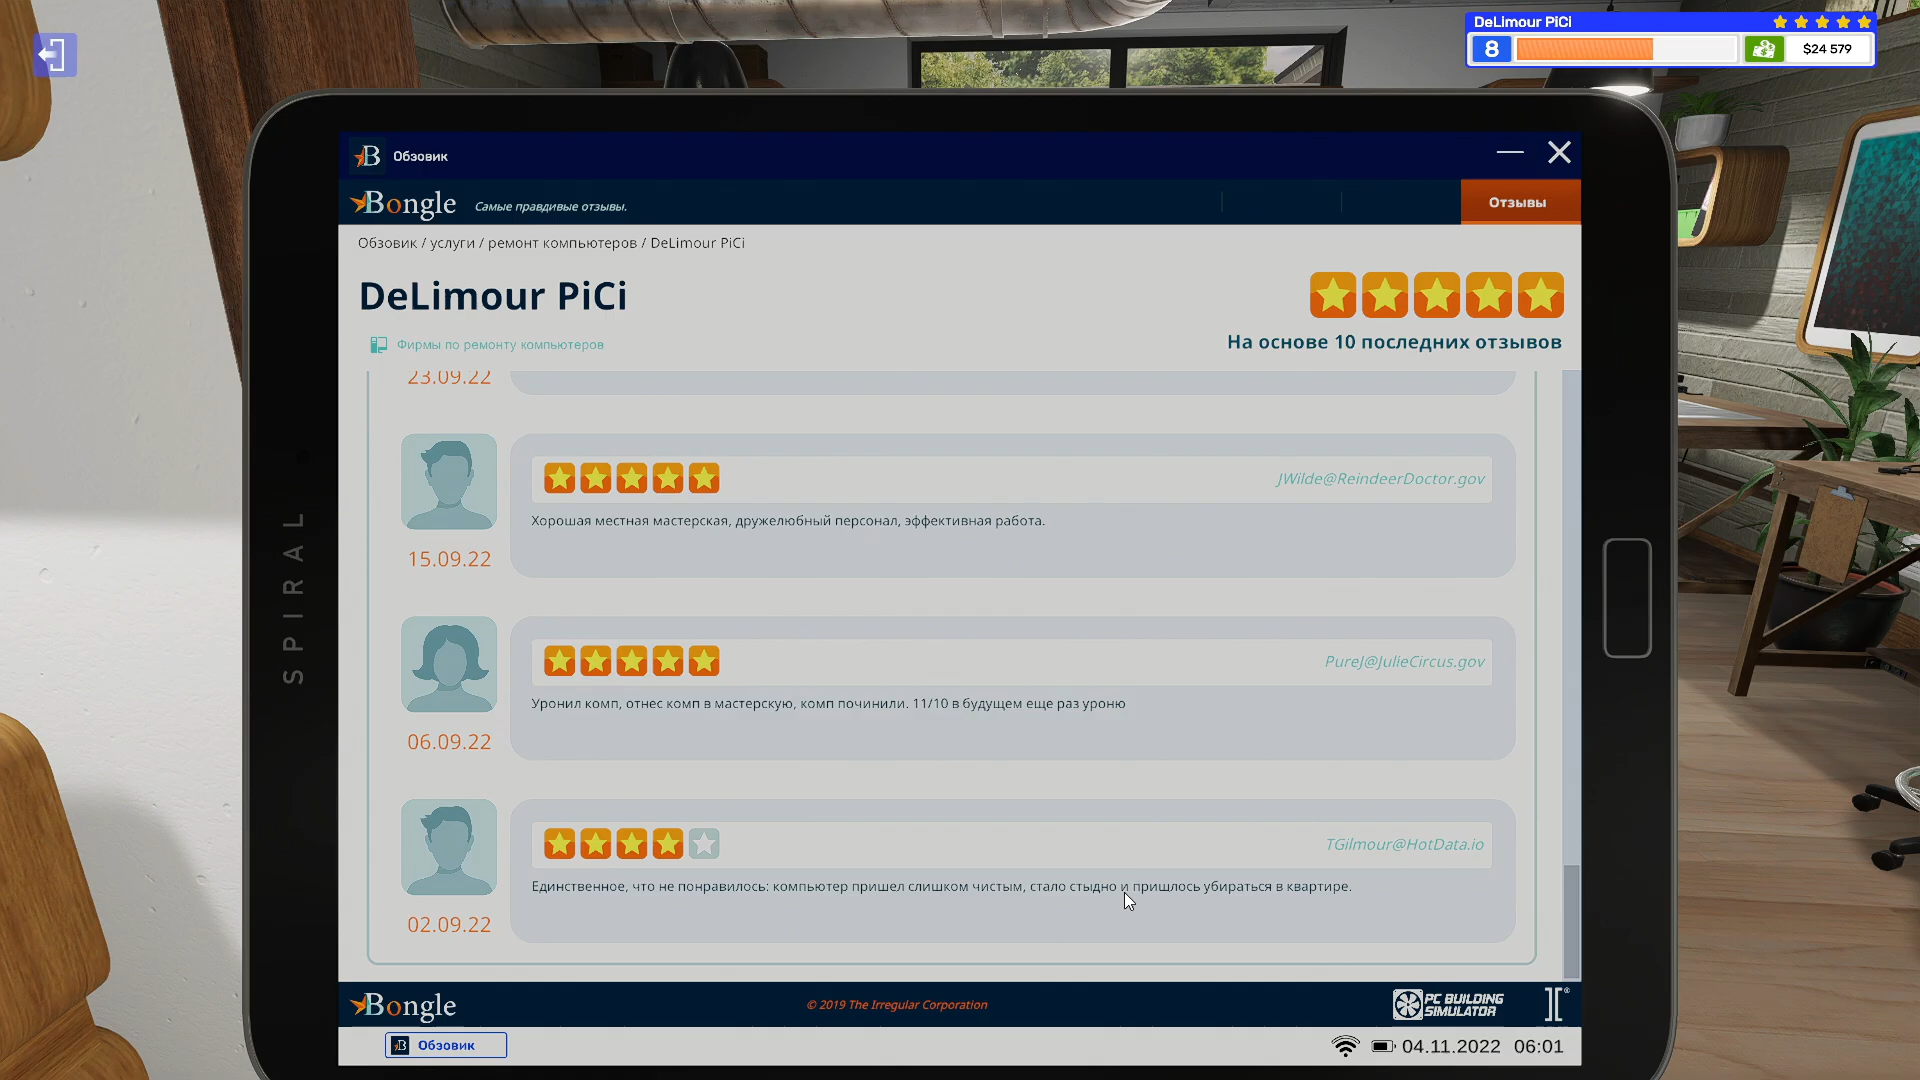 DeLimour PiCi
8
$24 579
Обзовик
Bongle
Самые правдивые отзывы.
Отзывы
Обзовик / услуги / ремонт компьютеров / DeLimour PiCi
DeLimour PiCi
Фирмы по ремонту компьютеров
На основе 10 последних отзывов
23.09.22
JWilde@ReindeerDoctor.gov
Хорошая местная мастерская, дружелюбный персонал, эффективная работа.
15.09.22
PureJ@JulieCircus.gov
Уронил комп, отнес комп в мастерскую, комп починили. 11/10 в будущем еще раз уроню
06.09.22
TGilmour@HotData.io
Единственное, что не понравилось: компьютер пришел слишком чистым, стало стыдно и пришлось убираться в квартире.
02.09.22
SPIRAL
Bongle
© 2019 The Irregular Corporation
PC BUILDING
SIMULATOR
Обзовик
04.11.2022 06:01